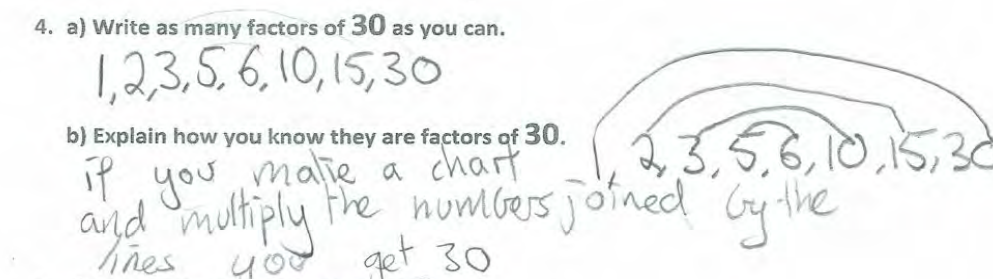 4. a) Write as many factors of 30 as you can.
1,2,3,5,6,10,15,30
b) Explain how you know they are factors of 30.
1,2,3,5,6,10,15,30
if you make a chart
and multiply the numbers joined by the
lines you get 30